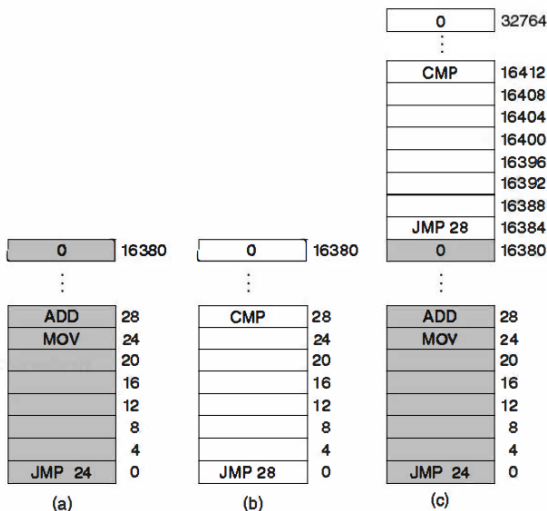 0 32764
CMP 16412
16408
16404
16400
16396
16392
16388
JMP 28 16384
0 16380 0 16380 0 16380
ADD 28 CMP 28 ADD 28
MOV 24 24 MOV 24
20 20 20
16 16 16
12 12 12
8 8 8
4 4 4
JMP 24 0 JMP 28 0 JMP 24 0
(a) (b) (c)